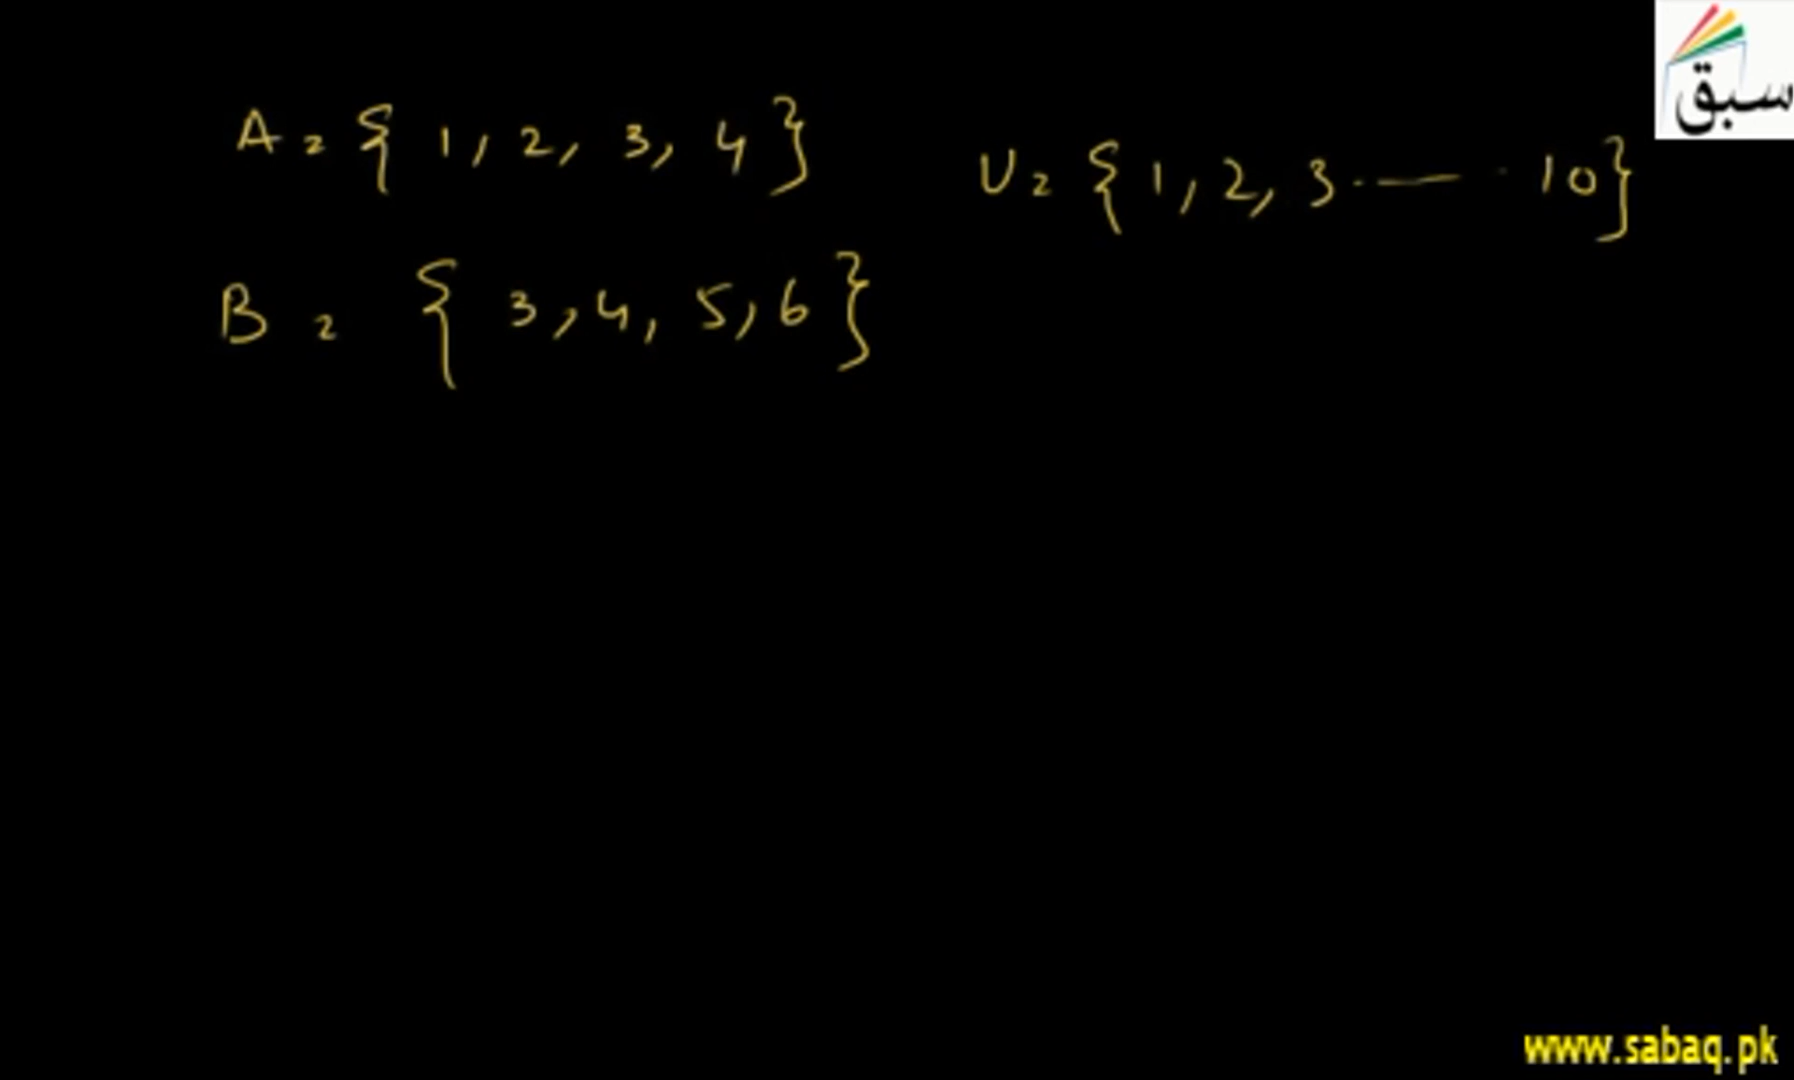 A = { 1, 2, 3, 4 }
U = { 1, 2, 3 ·— · 10 }
B = { 3, 4, 5, 6 }
سبق
www.sabaq.pk